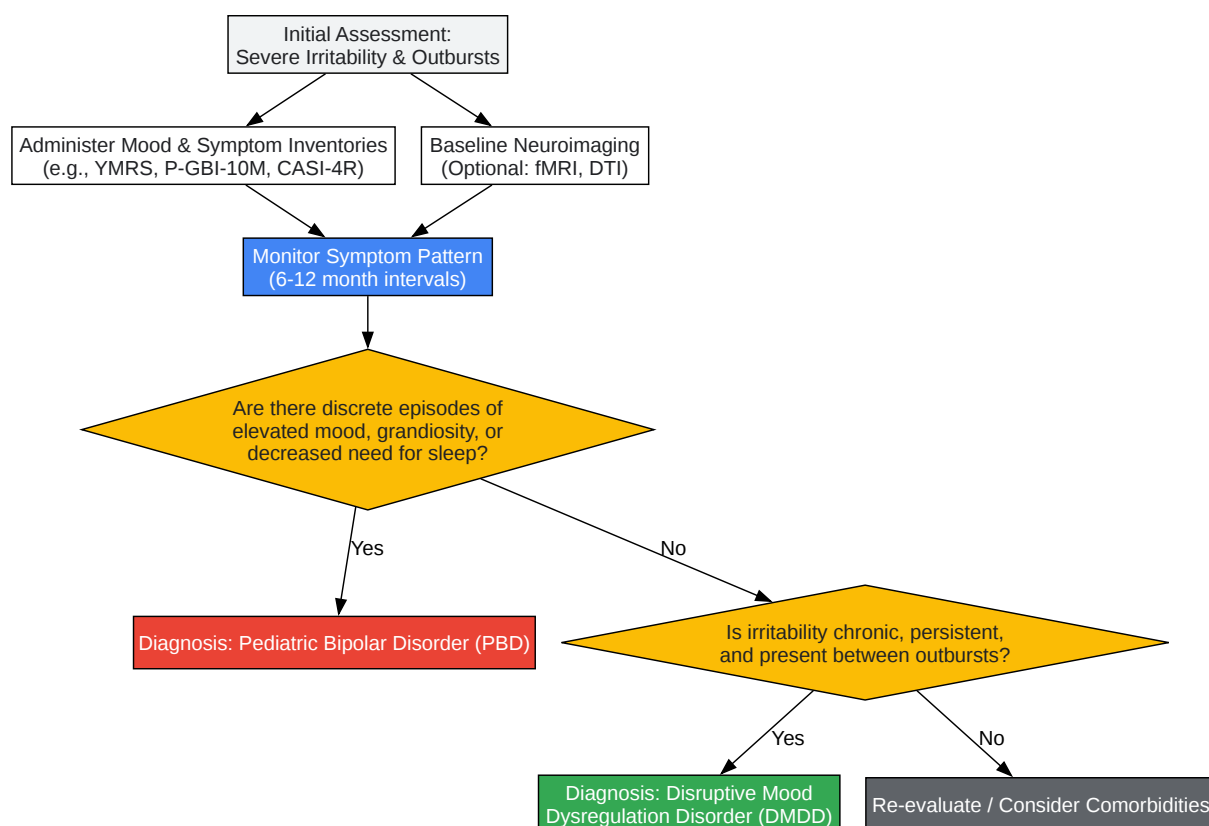 Initial Assessment:
Severe Irritability & Outbursts
Administer Mood & Symptom Inventories
(e.g., YMRS, P-GBI-10M, CASI-4R)
Baseline Neuroimaging
(Optional: fMRI, DTI)
Monitor Symptom Pattern
(6-12 month intervals)
Are there discrete episodes of
elevated mood, grandiosity, or
decreased need for sleep?
Yes
No
Diagnosis: Pediatric Bipolar Disorder (PBD)
Is irritability chronic, persistent,
and present between outbursts?
Yes
No
Diagnosis: Disruptive Mood
Dysregulation Disorder (DMDD)
Re-evaluate / Consider Comorbidities